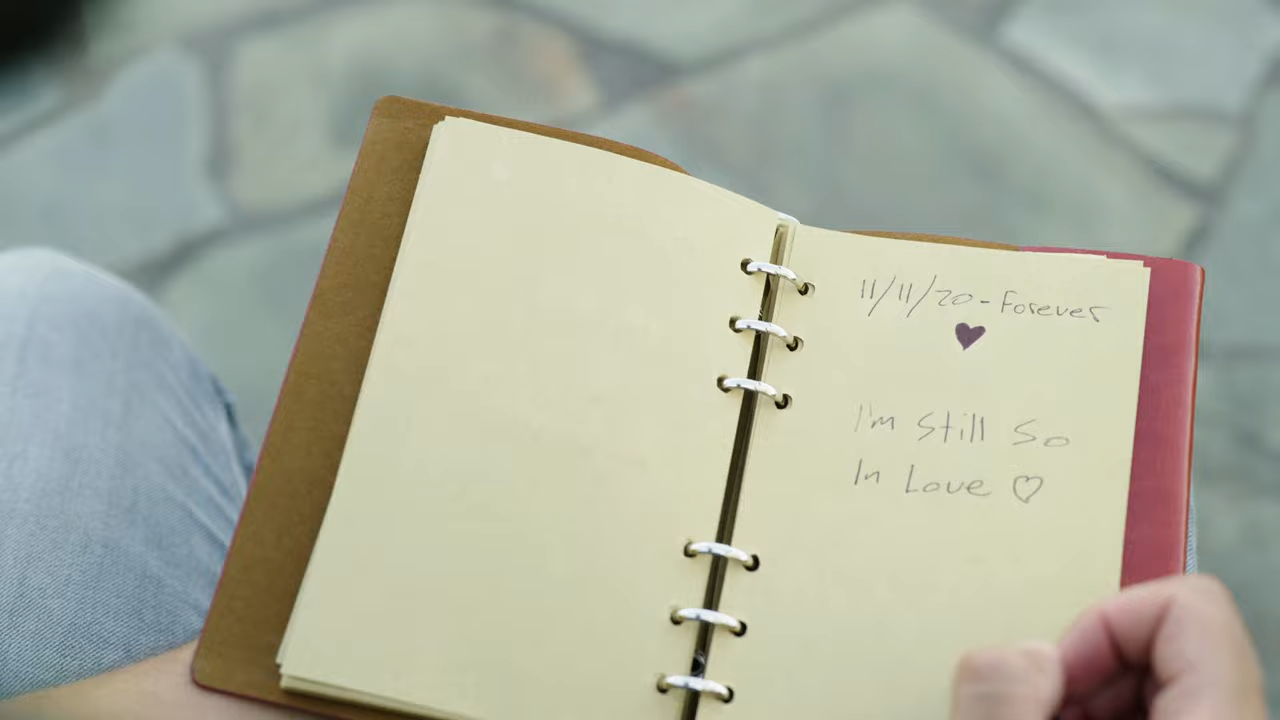 11/11/20 - Forever
♥
I'm Still So
In Love ♡